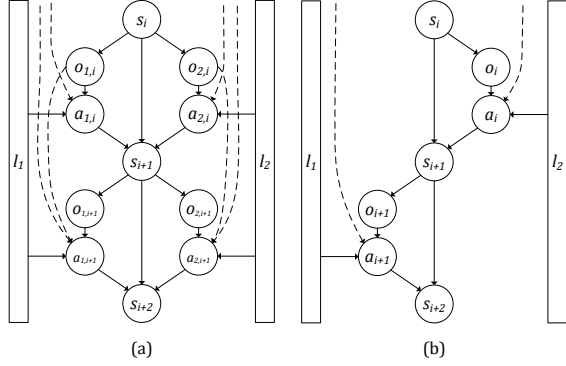 s_i s_i
o_{1,i} o_{2,i} o_i
a_{1,i} a_{2,i} a_i
l_1 s_{i+1} l_2 l_1 s_{i+1} l_2
o_{1,i+1} o_{2,i+1} o_{i+1}
a_{1,i+1} a_{2,i+1} a_{i+1}
s_{i+2} s_{i+2}
(a) (b)